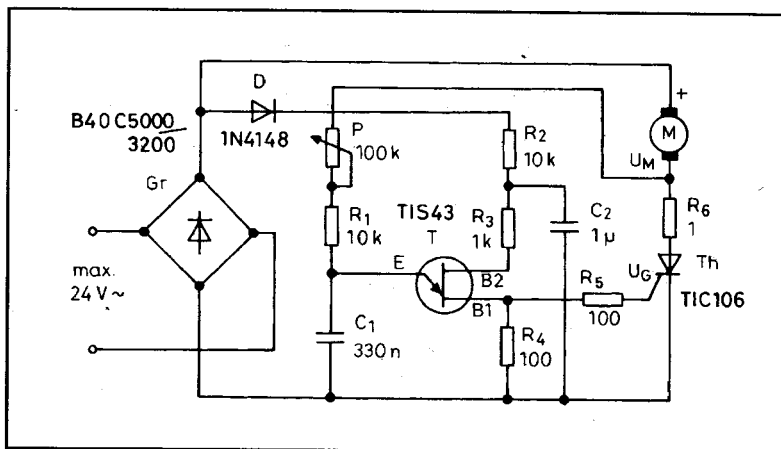 D
1N4148
B40C5000/
3200
Gr
max.
24V~
P
100k
R1
10k
C1
330n
TIS43
T
E
B2
B1
R2
10k
R3
1k
C2
1µ
R4
100
R5
100
+
M
UM
R6
1
UG
Th
TIC106